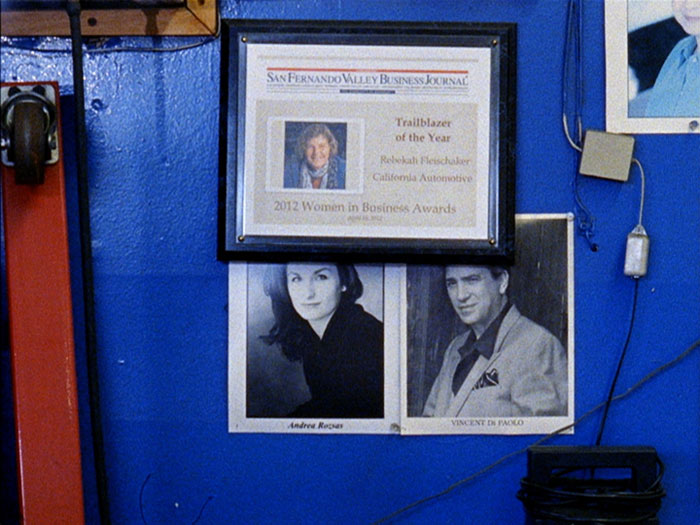 SAN FERNANDO VALLEY BUSINESS JOURNAL
Trailblazer
of the Year
Rebekah Fleischaker
California Automotive
2012 Women in Business Awards
Andrea Rozsas
VINCENT DI PAOLO